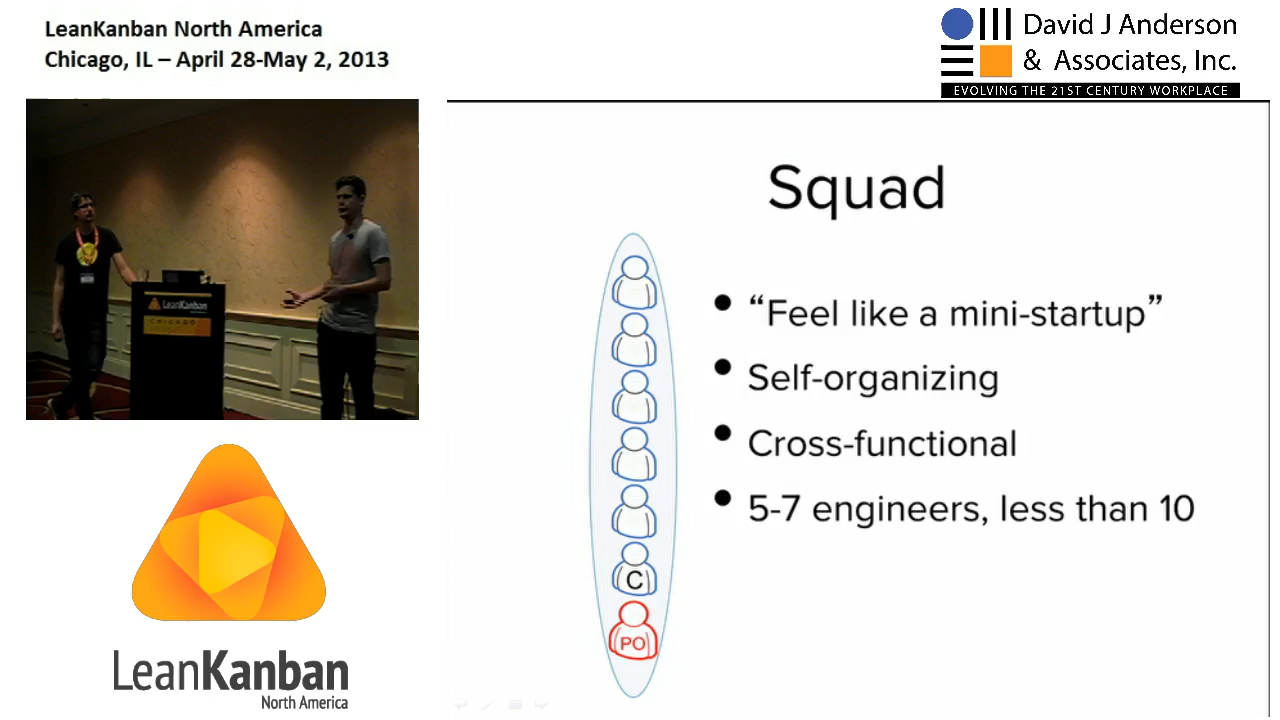 LeanKanban North America
Chicago, IL – April 28-May 2, 2013
David J Anderson
& Associates, Inc.
EVOLVING THE 21ST CENTURY WORKPLACE
LeanKanban
CHICAGO
Squad
• “Feel like a mini-startup”
• Self-organizing
• Cross-functional
• 5-7 engineers, less than 10
C
PO
LeanKanban
North America